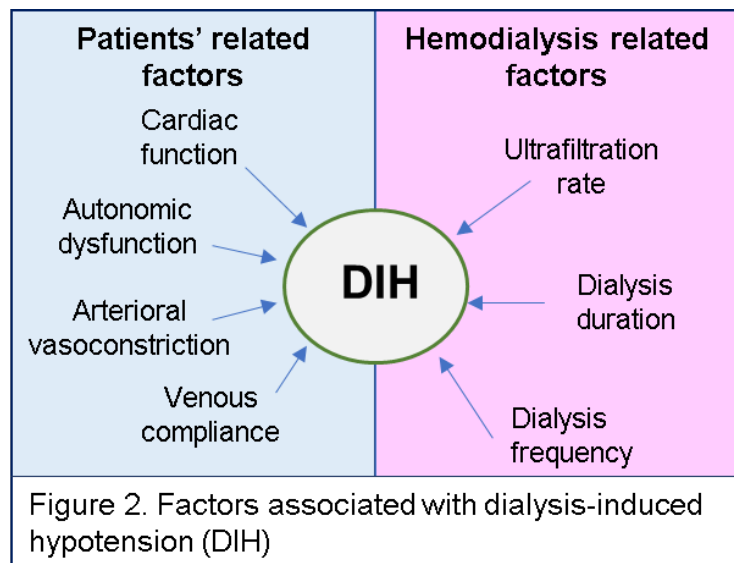 Patients’ related
factors
Cardiac
function
Autonomic
dysfunction
Arterioral
vasoconstriction
Venous
compliance
DIH
Hemodialysis related
factors
Ultrafiltration
rate
Dialysis
duration
Dialysis
frequency
Figure 2. Factors associated with dialysis-induced
hypotension (DIH)